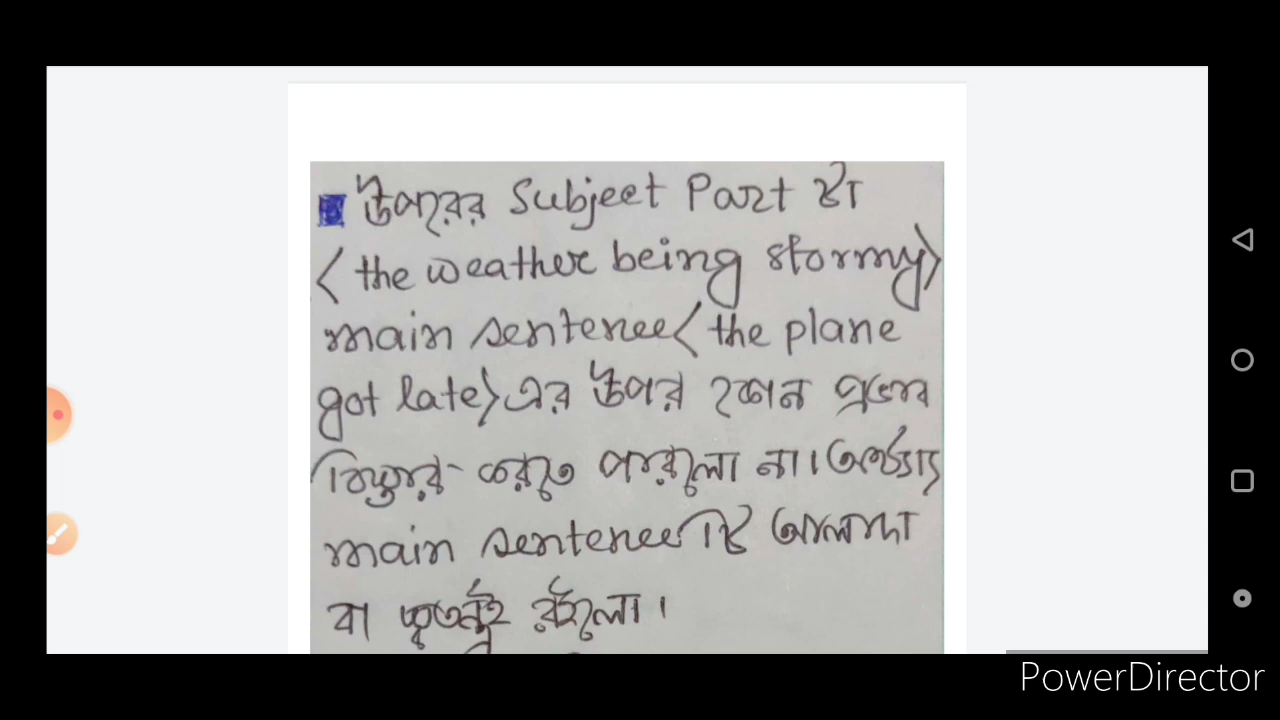 উপরের Subject Part টা
< the weather being stormy>
main sentence < the plane
got late> এর উপর কোন প্রভাব
বিস্তার করতে পারলো না। অর্থ্যাৎ
main sentence টি আলাদা
বা স্বতন্ত্রই রইলো।
PowerDirector